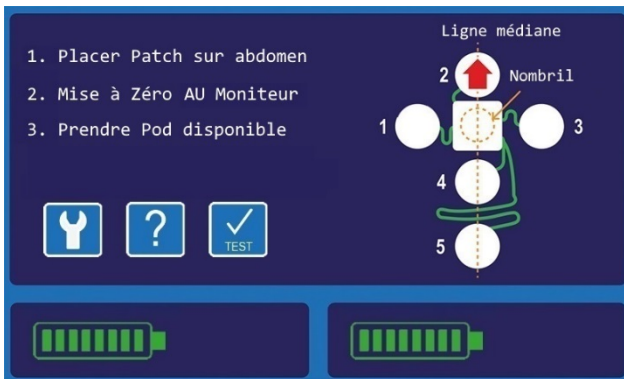 1. Placer Patch sur abdomen
2. Mise à Zéro AU Moniteur
3. Prendre Pod disponible
Ligne médiane
2
Nombril
1
3
4
5
?
TEST